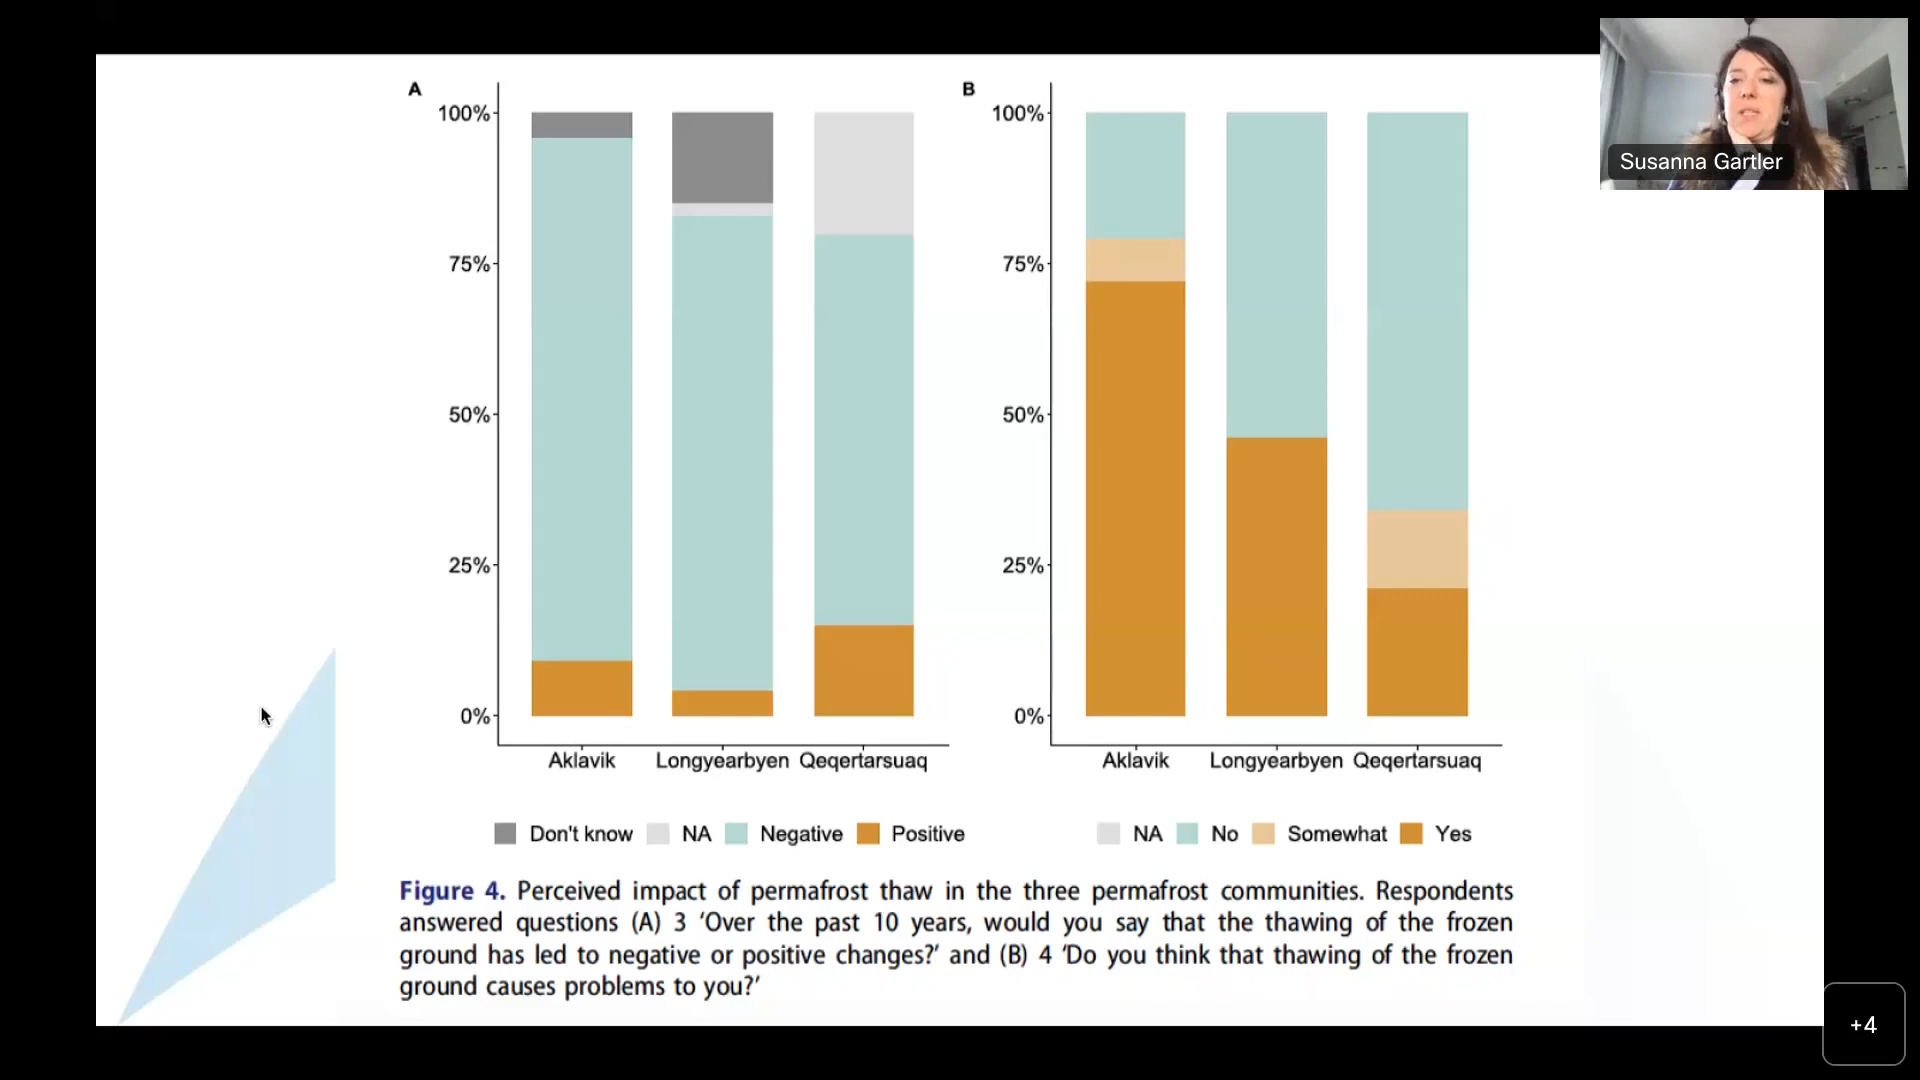 Susanna Gartler
A
100%
75%
50%
25%
0%
Aklavik Longyearbyen Qeqertarsuaq
Don't know NA Negative Positive
B
100%
75%
50%
25%
0%
Aklavik Longyearbyen Qeqertarsuaq
NA No Somewhat Yes
Figure 4. Perceived impact of permafrost thaw in the three permafrost communities. Respondents
answered questions (A) 3 ‘Over the past 10 years, would you say that the thawing of the frozen
ground has led to negative or positive changes?’ and (B) 4 ‘Do you think that thawing of the frozen
ground causes problems to you?’
+4